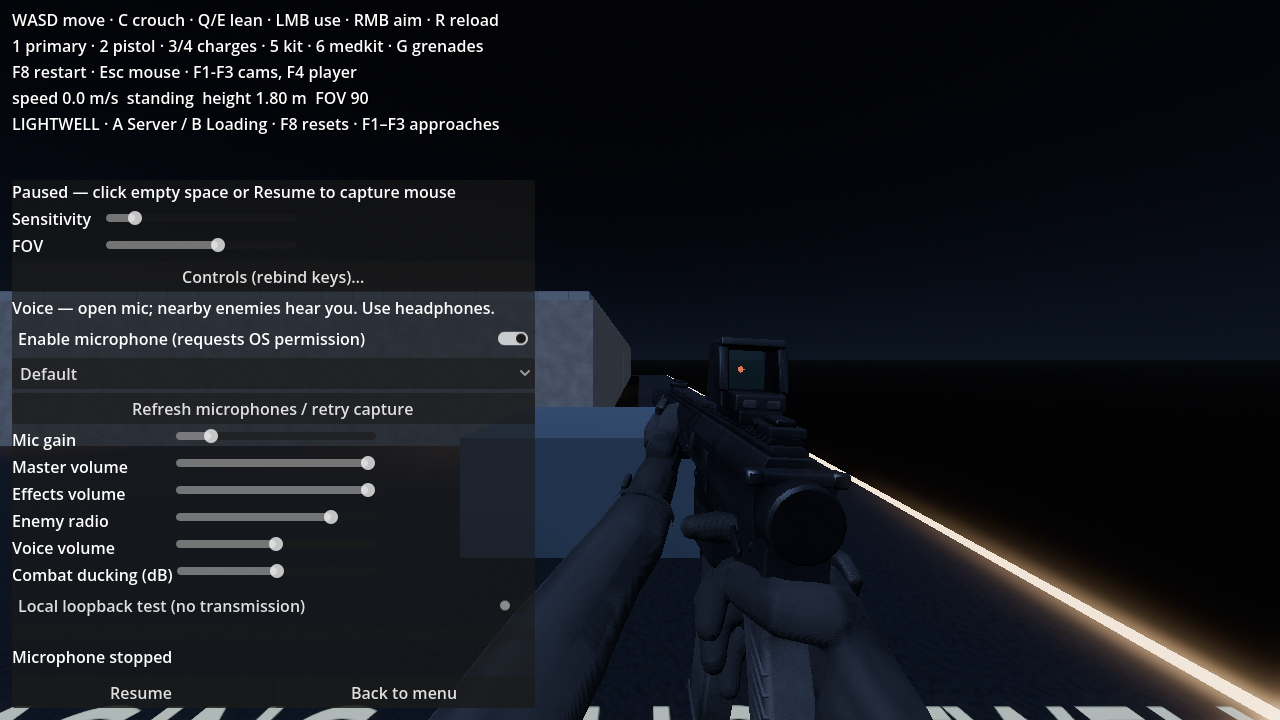 WASD move · C crouch · Q/E lean · LMB use · RMB aim · R reload
1 primary · 2 pistol · 3/4 charges · 5 kit · 6 medkit · G grenades
F8 restart · Esc mouse · F1-F3 cams, F4 player
speed 0.0 m/s  standing  height 1.80 m  FOV 90
LIGHTWELL · A Server / B Loading · F8 resets · F1–F3 approaches
Paused — click empty space or Resume to capture mouse
Sensitivity
FOV
Controls (rebind keys)...
Voice — open mic; nearby enemies hear you. Use headphones.
Enable microphone (requests OS permission)
Default
Refresh microphones / retry capture
Mic gain
Master volume
Effects volume
Enemy radio
Voice volume
Combat ducking (dB)
Local loopback test (no transmission)
Microphone stopped
Resume
Back to menu